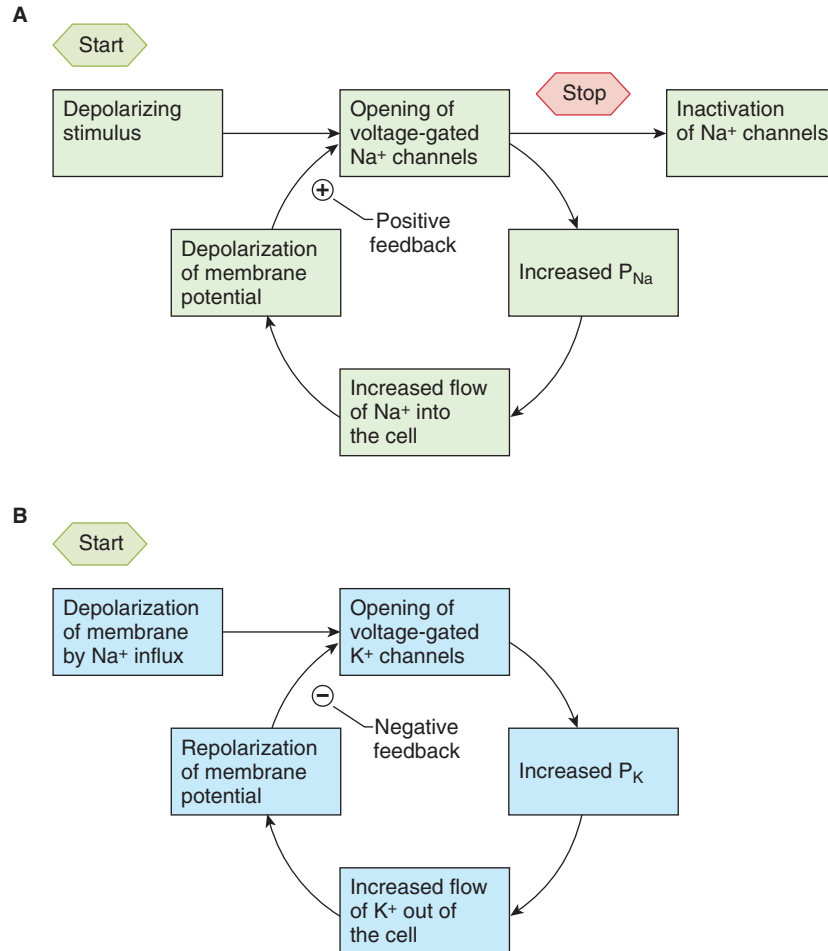 A
Start
Depolarizing
stimulus
Opening of
voltage-gated
Na⁺ channels
Stop
Inactivation
of Na⁺ channels
+
Positive
feedback
Depolarization
of membrane
potential
Increased P_Na
Increased flow
of Na⁺ into
the cell
B
Start
Depolarization
of membrane
by Na⁺ influx
Opening of
voltage-gated
K⁺ channels
−
Negative
feedback
Repolarization
of membrane
potential
Increased P_K
Increased flow
of K⁺ out of
the cell